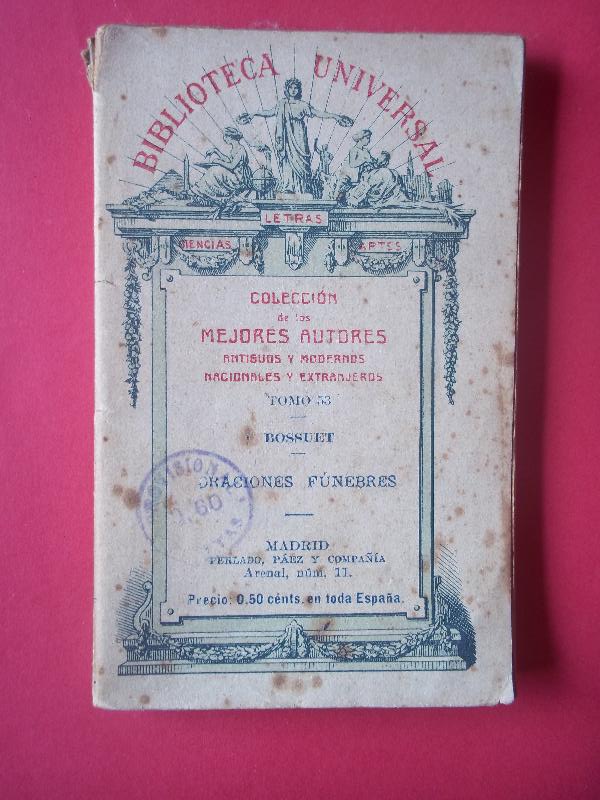 BIBLIOTECA UNIVERSAL
LETRAS
CIENCIAS ARTES
COLECCIÓN
de los
MEJORES AUTORES
ANTIGUOS Y MODERNOS
NACIONALES Y EXTRANJEROS
TOMO 53
BOSSUET
ORACIONES FÚNEBRES
MADRID
PERLADO, PÁEZ Y COMPAÑÍA
Arenal, núm. 11.
Precio: 0,50 cénts. en toda España.